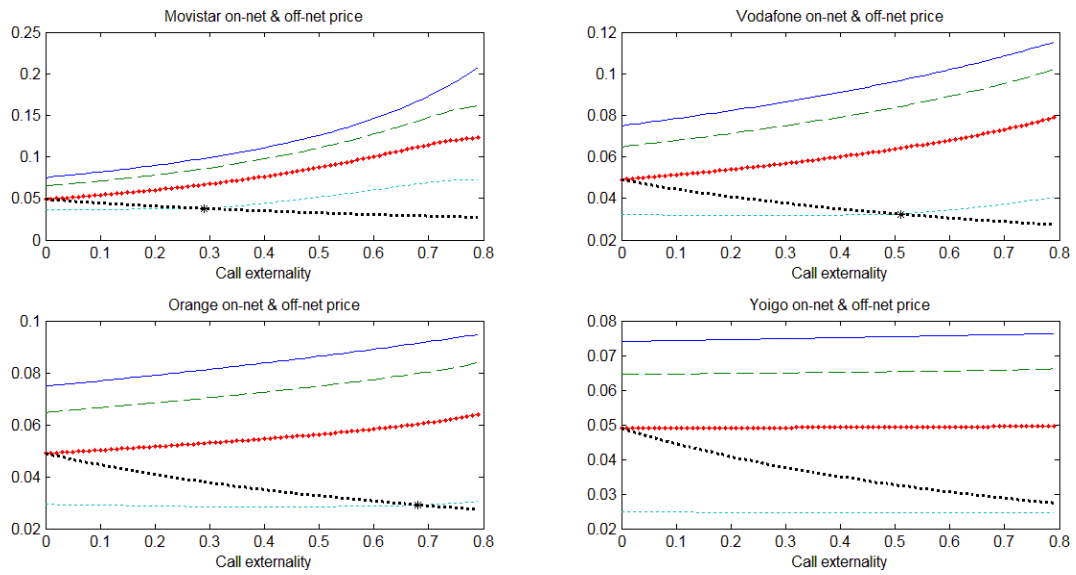 Movistar on-net & off-net price
0.25
0.2
0.15
0.1
0.05
0
0 0.1 0.2 0.3 0.4 0.5 0.6 0.7 0.8
Call externality
Vodafone on-net & off-net price
0.12
0.1
0.08
0.06
0.04
0.02
0 0.1 0.2 0.3 0.4 0.5 0.6 0.7 0.8
Call externality
Orange on-net & off-net price
0.1
0.08
0.06
0.04
0.02
0 0.1 0.2 0.3 0.4 0.5 0.6 0.7 0.8
Call externality
Yoigo on-net & off-net price
0.08
0.07
0.06
0.05
0.04
0.03
0.02
0 0.1 0.2 0.3 0.4 0.5 0.6 0.7 0.8
Call externality